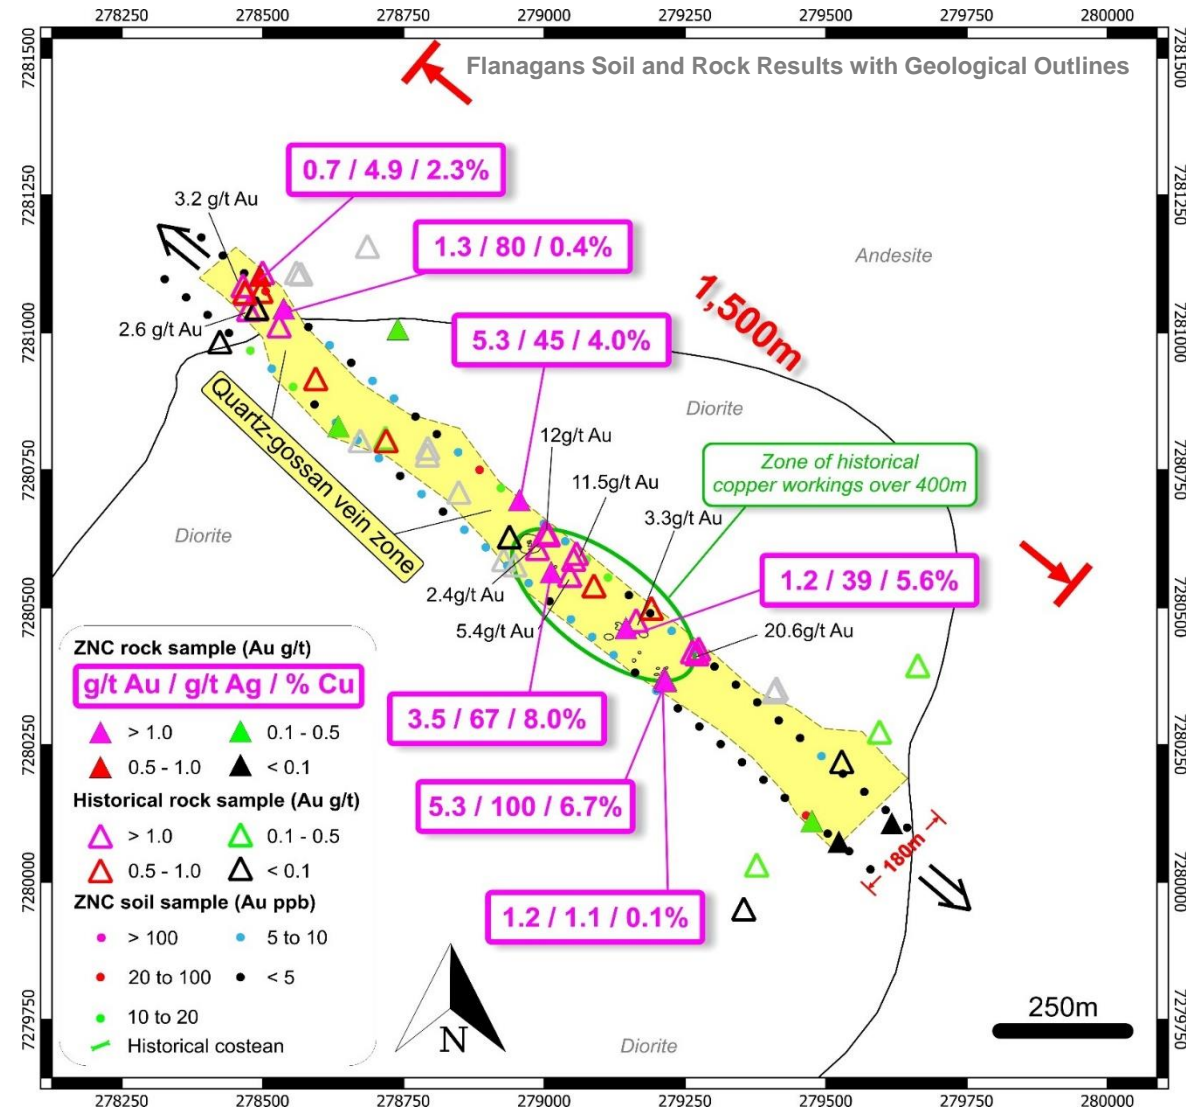 278250 278500 278750 279000 279250 279500 279750 280000
Flanagans Soil and Rock Results with Geological Outlines
7281500
7281500
0.7 / 4.9 / 2.3%
3.2 g/t Au
7281250
7281250
1.3 / 80 / 0.4%
Andesite
1,500m
2.6 g/t Au
5.3 / 45 / 4.0%
7281000
7281000
Quartz-gossan vein zone
Diorite
12g/t Au
Zone of historical
copper workings over 400m
7280750
7280750
11.5g/t Au
3.3g/t Au
Diorite
1.2 / 39 / 5.6%
2.4g/t Au
5.4g/t Au
20.6g/t Au
7280500
7280500
3.5 / 67 / 8.0%
5.3 / 100 / 6.7%
7280250
7280250
180m
1.2 / 1.1 / 0.1%
7280000
7280000
ZNC rock sample (Au g/t)
g/t Au / g/t Ag / % Cu
> 1.0 0.1 - 0.5
0.5 - 1.0 < 0.1
Historical rock sample (Au g/t)
> 1.0 0.1 - 0.5
0.5 - 1.0 < 0.1
ZNC soil sample (Au ppb)
> 100 5 to 10
20 to 100 < 5
10 to 20
Historical costean
N
Diorite
250m
7279750
7279750
278250 278500 278750 279000 279250 279500 279750 280000